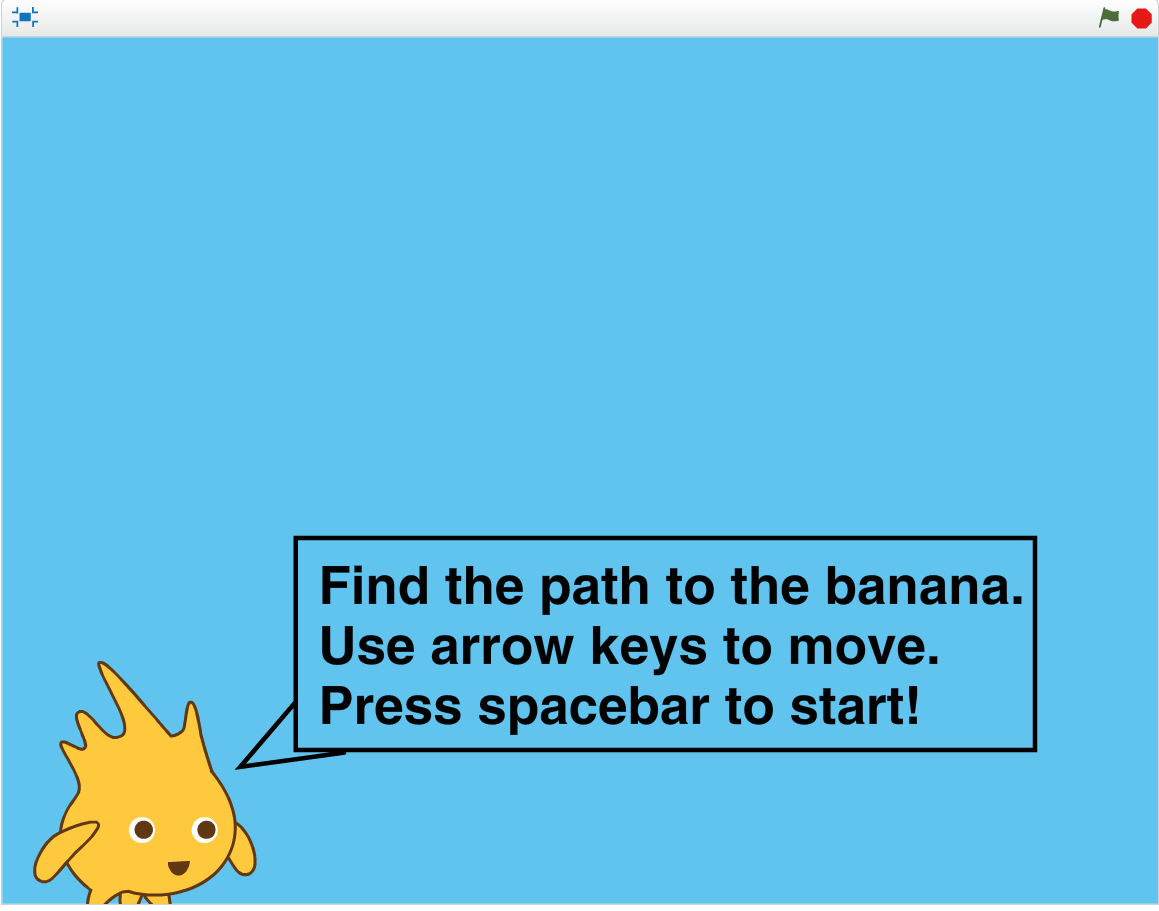 Find the path to the banana.
Use arrow keys to move.
Press spacebar to start!